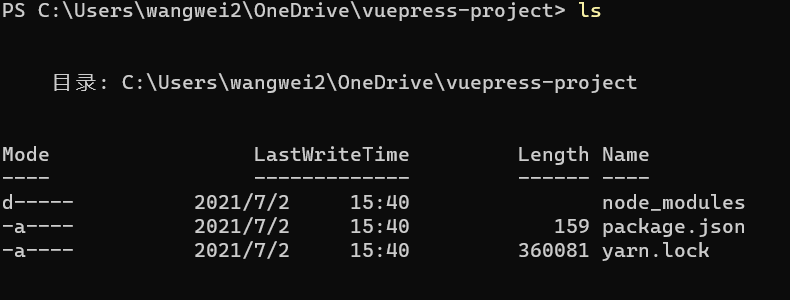 PS C:\Users\wangwei2\OneDrive\vuepress-project> ls
目录: C:\Users\wangwei2\OneDrive\vuepress-project
Mode LastWriteTime Length Name
---- ------------- ------ ----
d----- 2021/7/2 15:40 node_modules
-a---- 2021/7/2 15:40 159 package.json
-a---- 2021/7/2 15:40 360081 yarn.lock